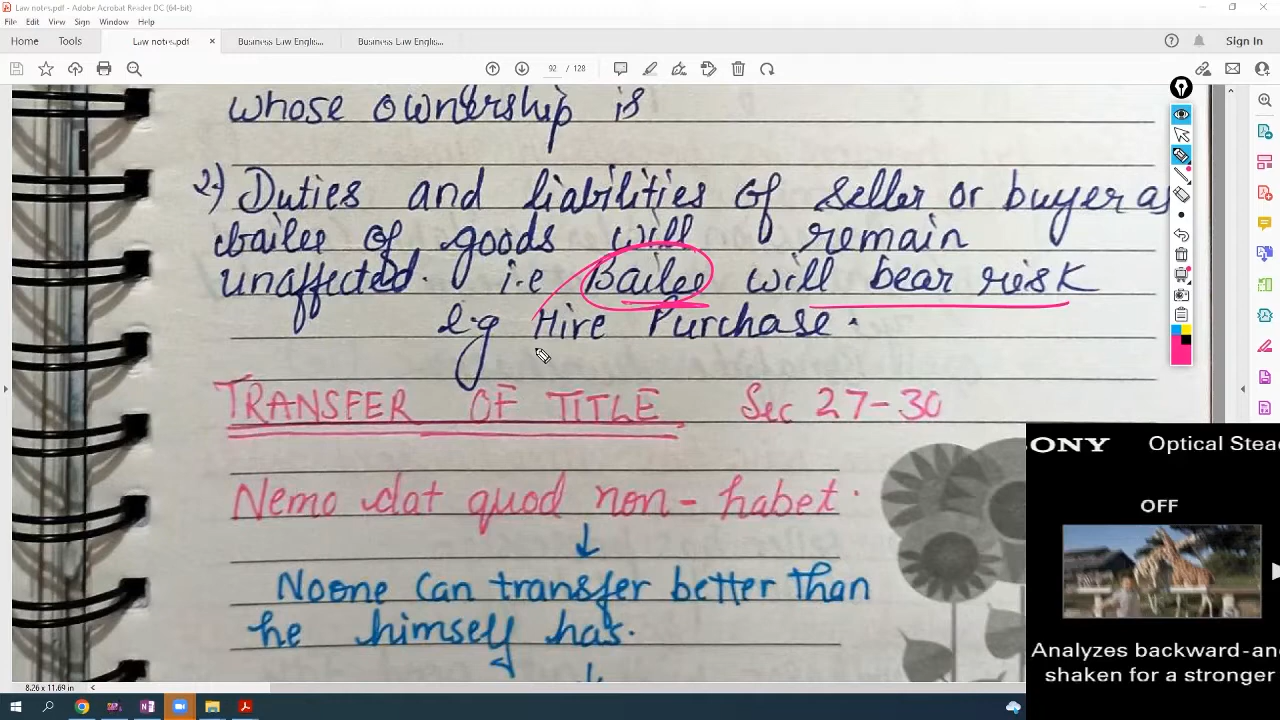 Law notes.pdf - Adobe Acrobat Reader DC (64-bit)
File Edit View Sign Window Help
Home Tools Law notes.pdf × Business Law Englis... Business Law Englis... Sign In
92 / 128
whose ownership is
2.) Duties and liabilities of seller or buyer as
bailee of goods will remain
unaffected. i.e Bailee will bear risk
e.g Hire Purchase.
TRANSFER OF TITLE Sec 27-30
Nemo dat quod non-habet.
Noone can transfer better than
he himself has.
ONY Optical Stea
OFF
Analyzes backward-an
shaken for a stronger
8.26 x 11.69 in